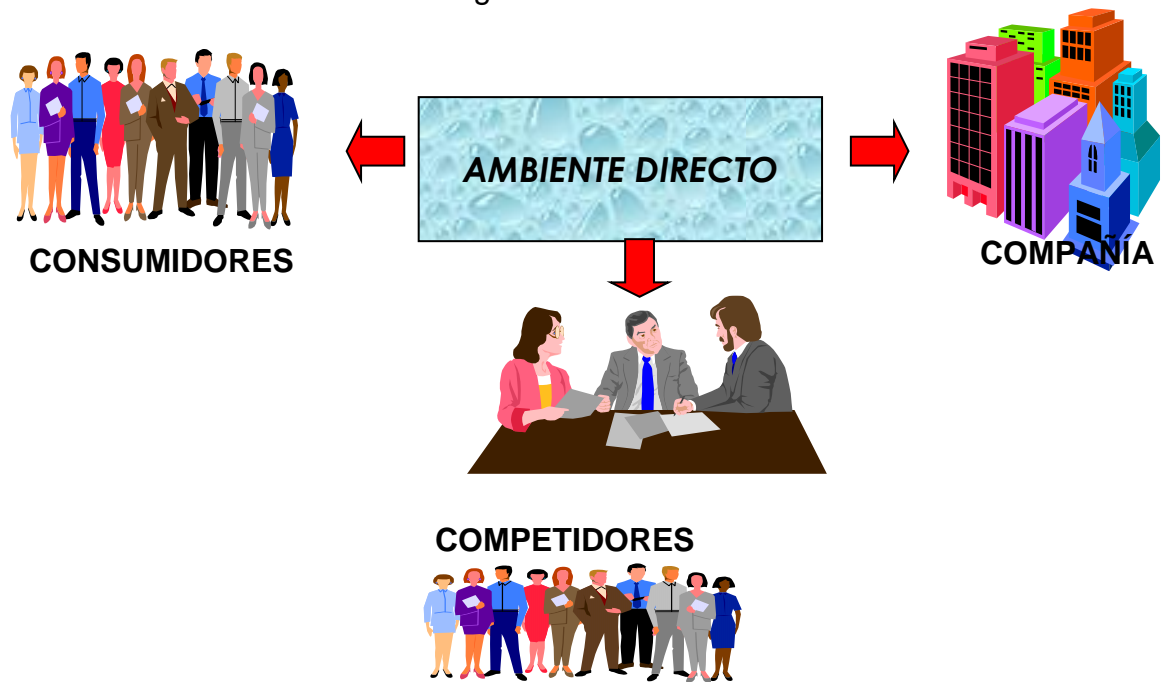 g
AMBIENTE DIRECTO
CONSUMIDORES
COMPAÑÍA
COMPETIDORES